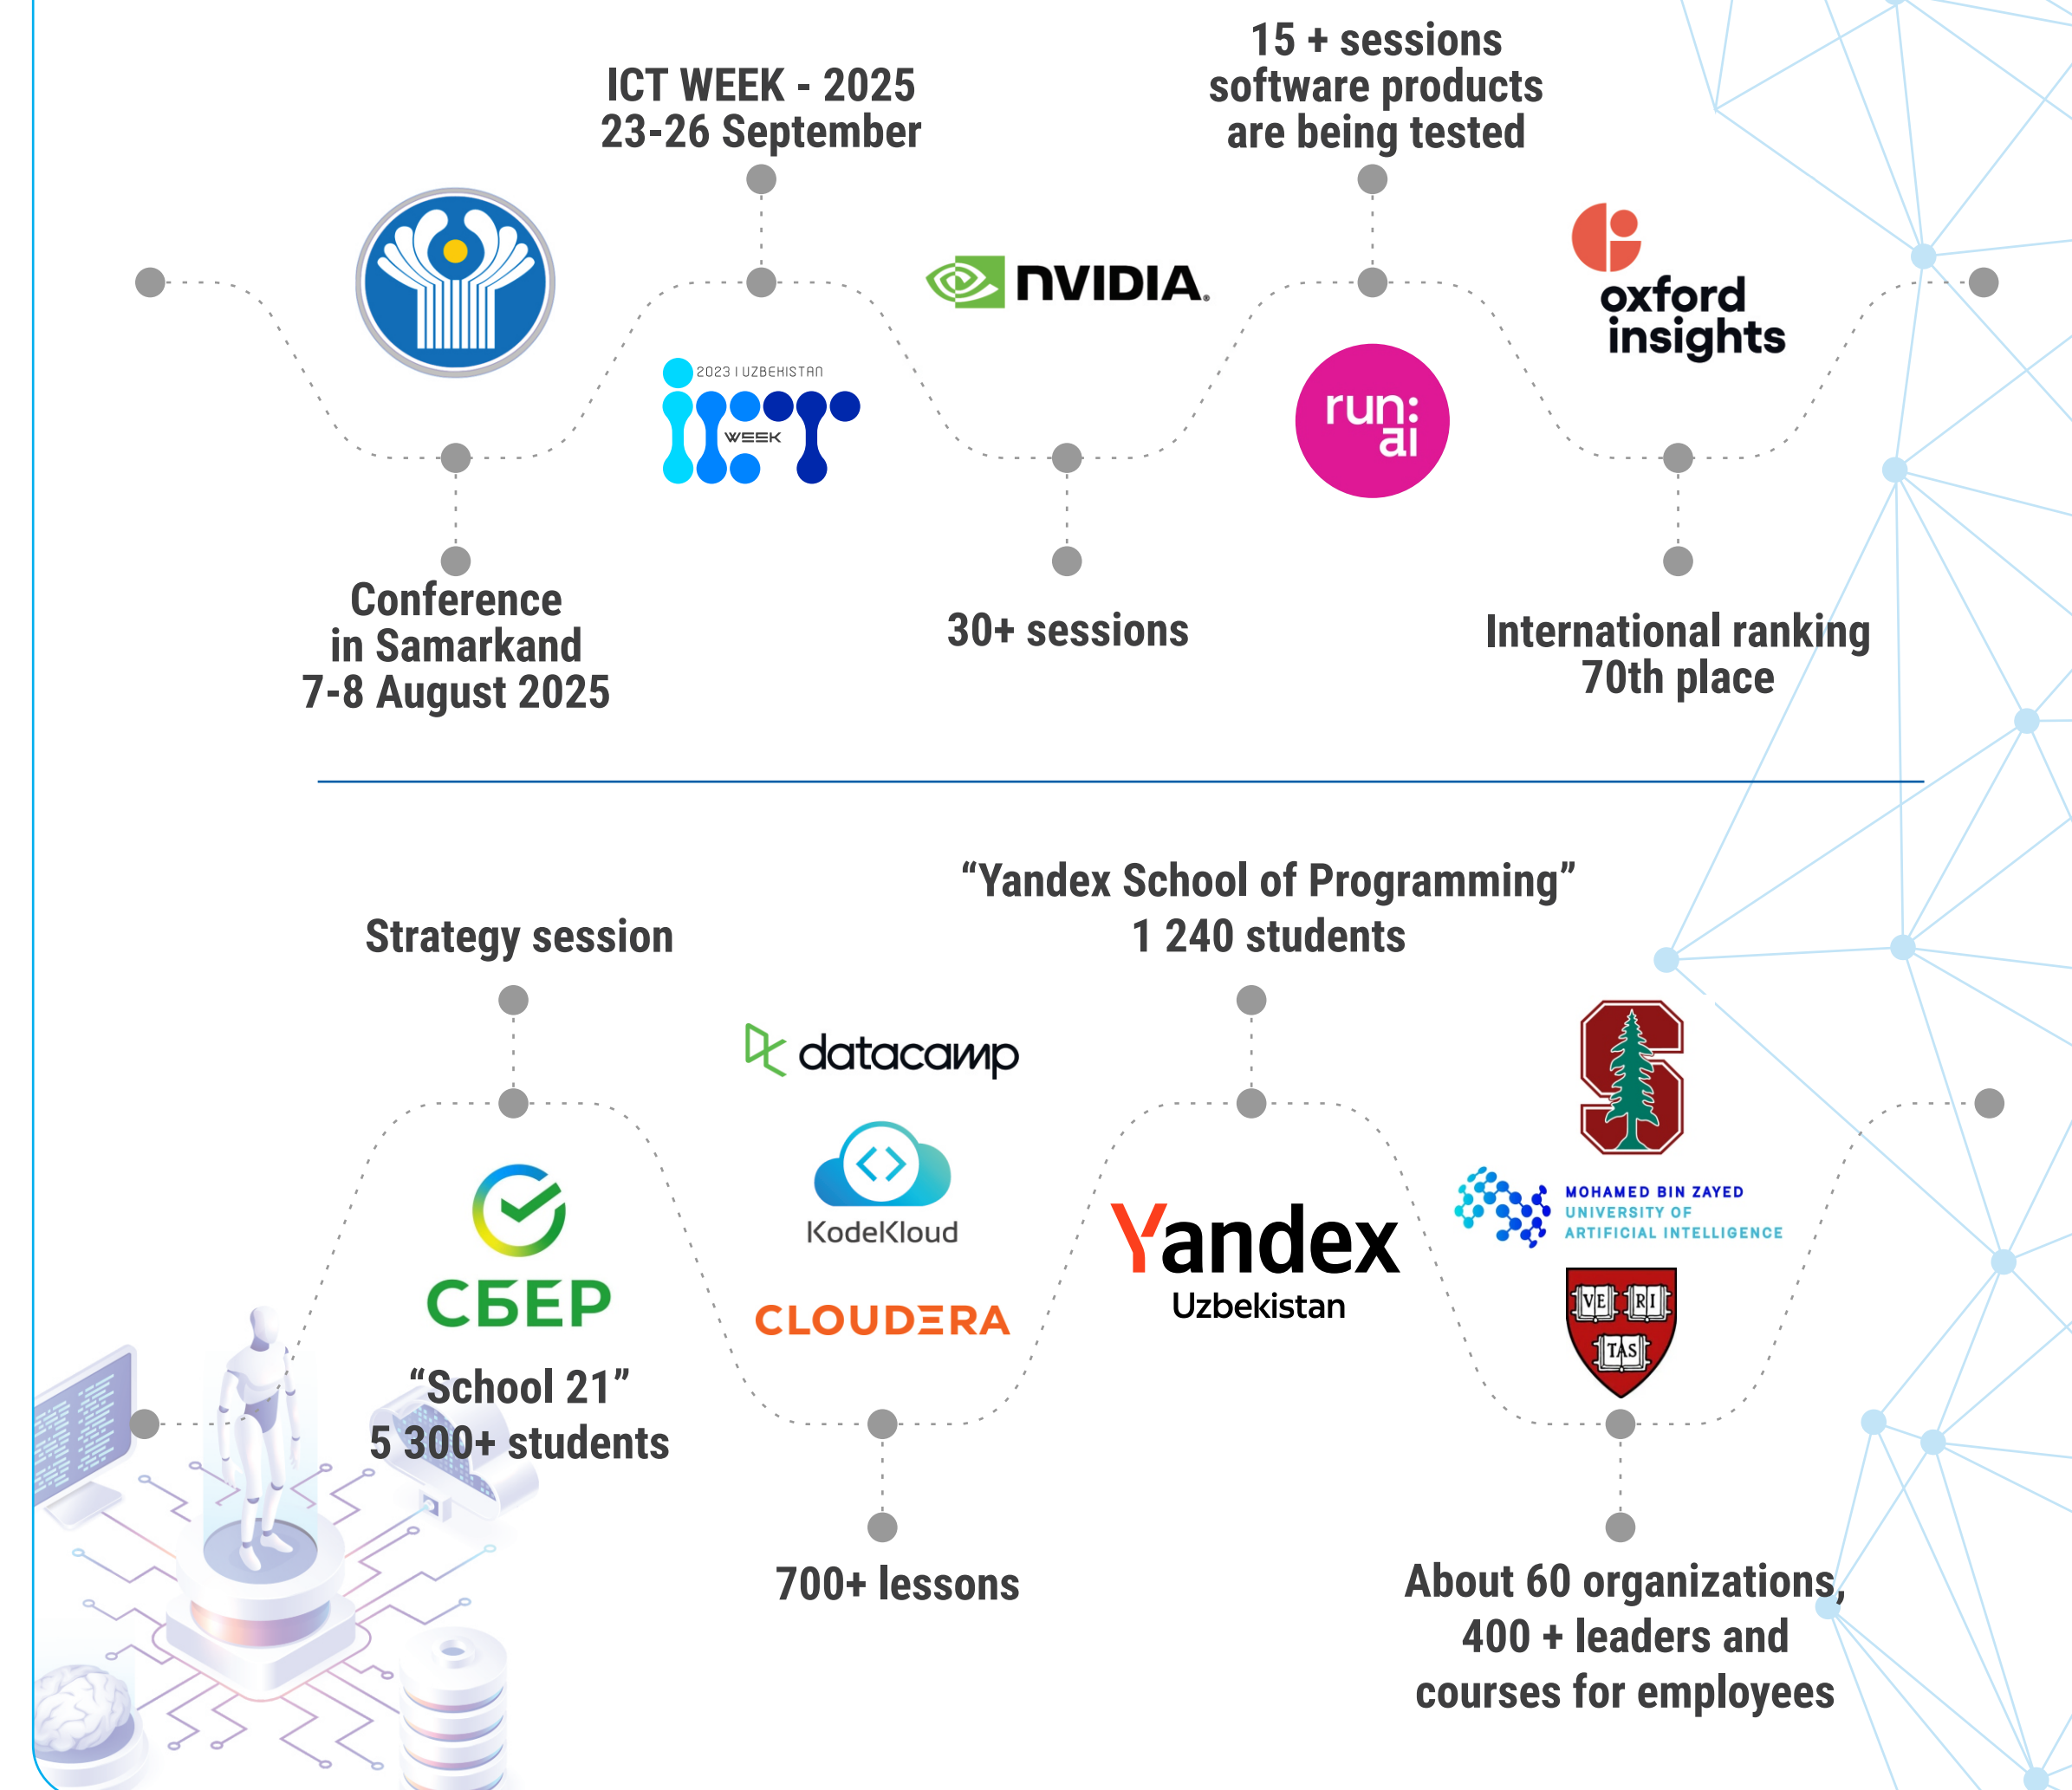 15 + sessions
software products
are being tested
ICT WEEK - 2025
23-26 September
NVIDIA.
oxford
insights
2023 | UZBEKISTAN
ICT
WEEK
run:
ai
Conference
in Samarkand
7-8 August 2025
30+ sessions
International ranking
70th place
“Yandex School of Programming”
1 240 students
Strategy session
datacamp
KodeKloud
CLOUDERA
СБЕР
“School 21”
5 300+ students
Yandex
Uzbekistan
S
MOHAMED BIN ZAYED
UNIVERSITY OF
ARTIFICIAL INTELLIGENCE
VE RI
TAS
700+ lessons
About 60 organizations,
400 + leaders and
courses for employees